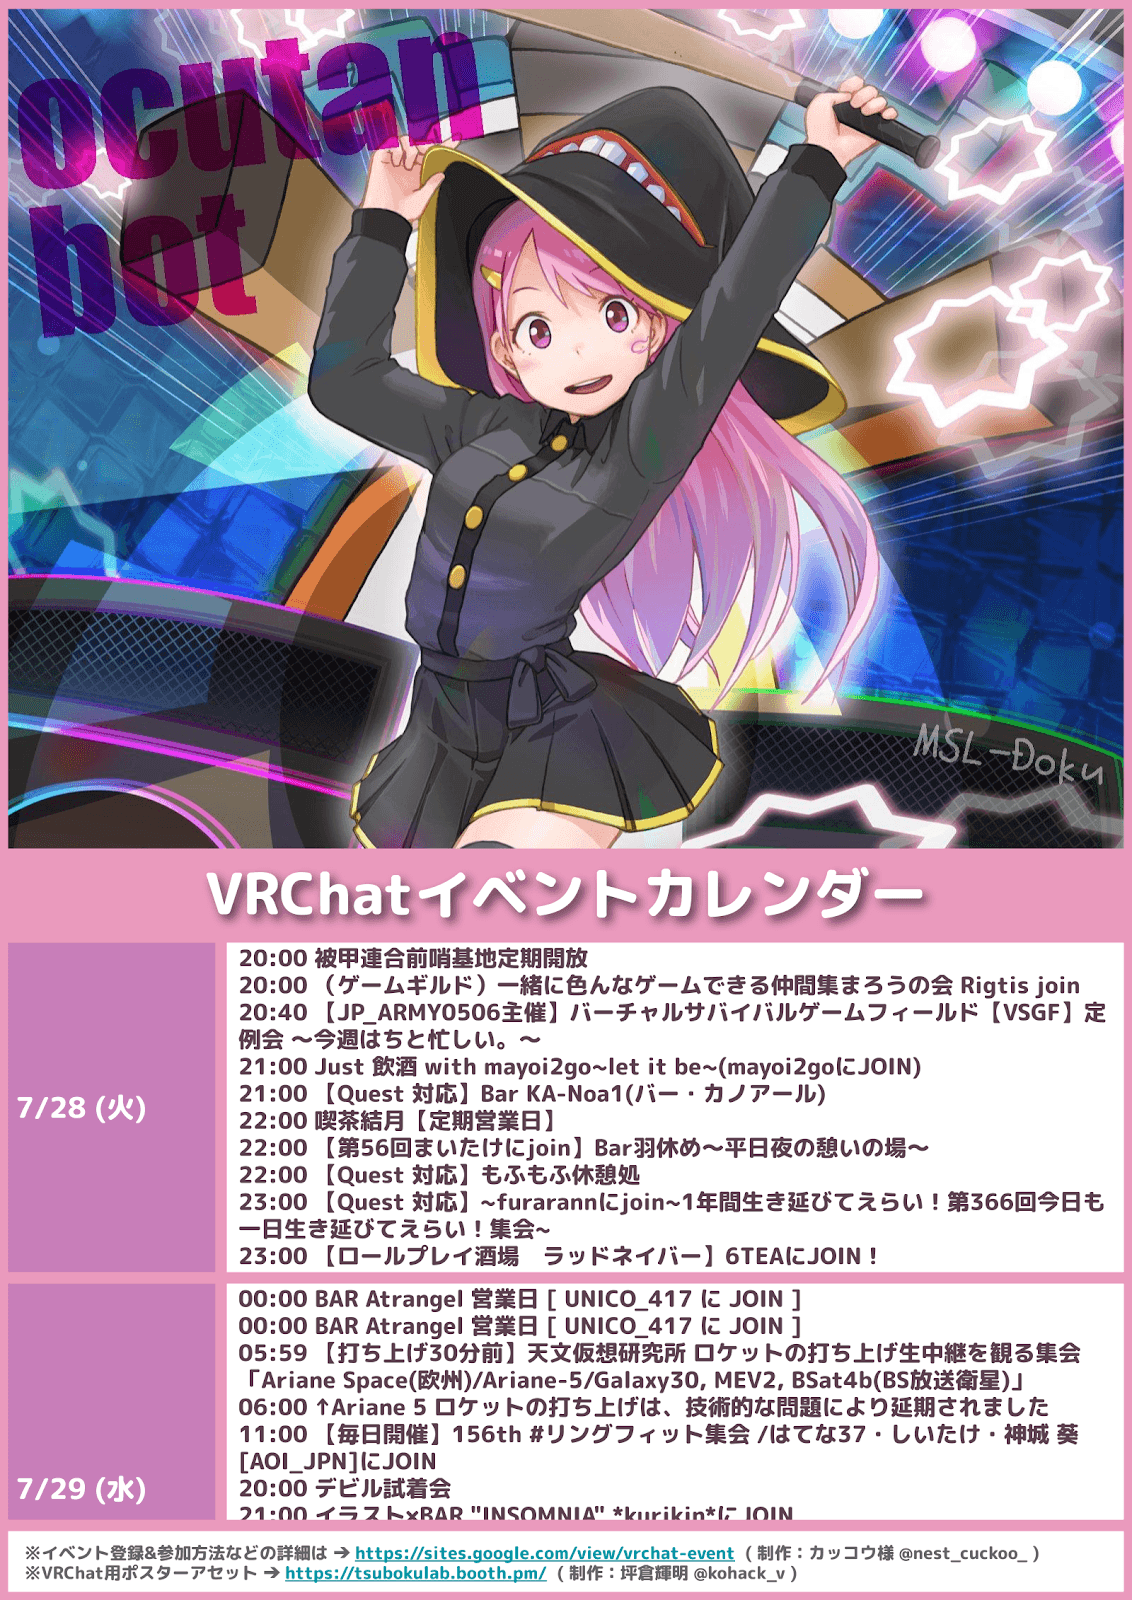 ocutan
bot
MSL-Doku
VRChatイベントカレンダー
7/28 (火)
20:00 被甲連合前哨基地定期開放
20:00 （ゲームギルド）一緒に色んなゲームできる仲間集まろうの会 Rigtis join
20:40 【JP_ARMY0506主催】バーチャルサバイバルゲームフィールド【VSGF】定
例会 ～今週はちと忙しい。～
21:00 Just 飲酒 with mayoi2go~let it be~(mayoi2goにJOIN)
21:00 【Quest 対応】Bar KA-Noa1(バー・カノアール)
22:00 喫茶結月【定期営業日】
22:00 【第56回まいたけにjoin】Bar羽休め～平日夜の憩いの場～
22:00 【Quest 対応】もふもふ休憩処
23:00 【Quest 対応】~furarannにjoin~1年間生き延びてえらい！第366回今日も
一日生き延びてえらい！集会~
23:00 【ロールプレイ酒場　ラッドネイバー】6TEAにJOIN！
7/29 (水)
00:00 BAR Atrangel 営業日 [ UNICO_417 に JOIN ]
00:00 BAR Atrangel 営業日 [ UNICO_417 に JOIN ]
05:59 【打ち上げ30分前】天文仮想研究所 ロケットの打ち上げ生中継を観る集会
「Ariane Space(欧州)/Ariane-5/Galaxy30, MEV2, BSat4b(BS放送衛星)」
06:00 ↑Ariane 5 ロケットの打ち上げは、技術的な問題により延期されました
11:00 【毎日開催】156th #リングフィット集会 /はてな37・しいたけ・神城 葵
[AOI_JPN]にJOIN
20:00 デビル試着会
21:00 イラスト×BAR "INSOMNIA" *kurikin*に JOIN
※イベント登録&参加方法などの詳細は ➔ https://sites.google.com/view/vrchat-event ( 制作：カッコウ様 @nest_cuckoo_ )
※VRChat用ポスターアセット ➔ https://tsubokulab.booth.pm/ ( 制作：坪倉輝明 @kohack_v )